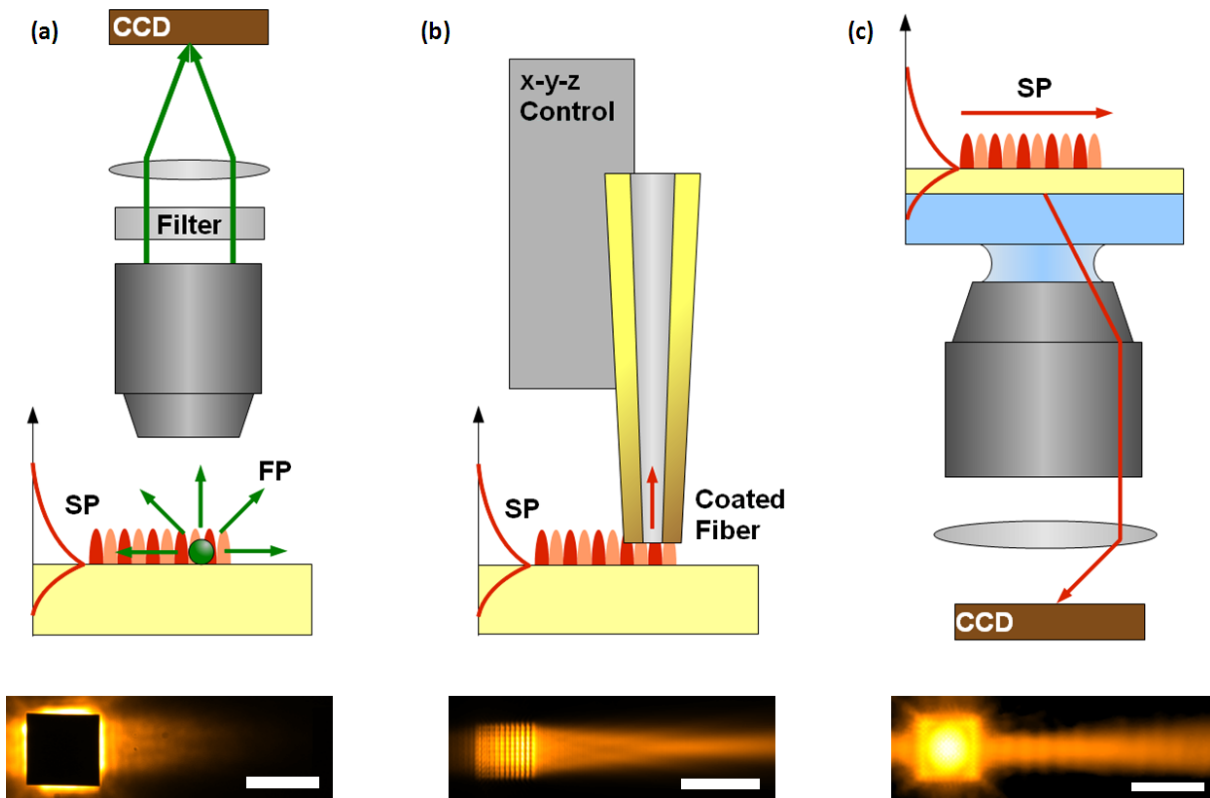 (a)
CCD
Filter
FP
SP
(b)
x-y-z
Control
SP
Coated
Fiber
(c)
SP
CCD